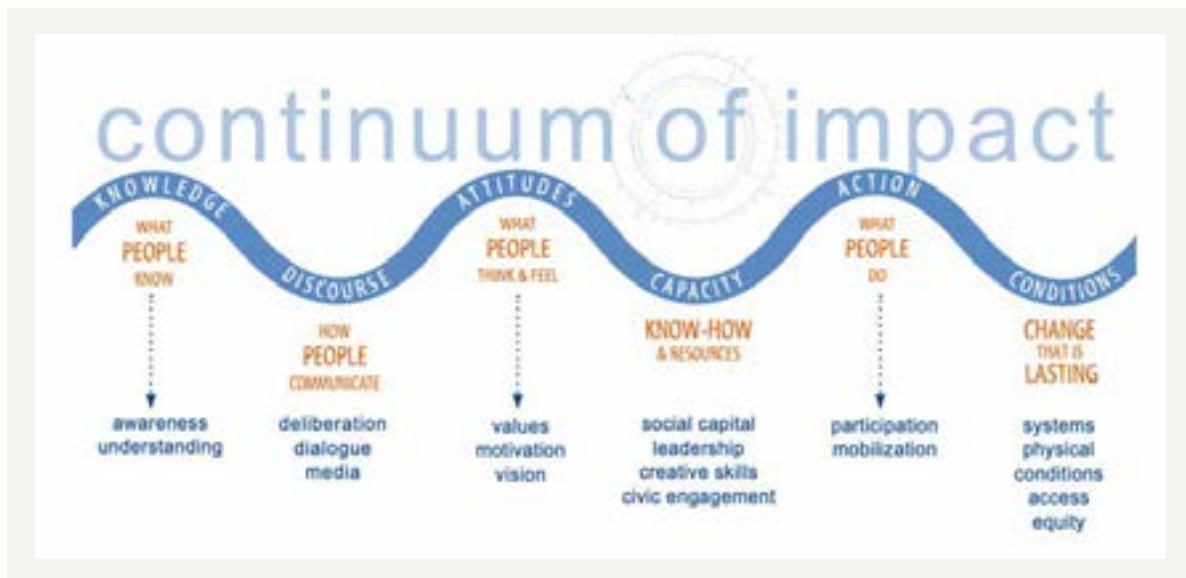 continuum of impact
KNOWLEDGE
WHAT
PEOPLE
KNOW
awareness
understanding
DISCOURSE
HOW
PEOPLE
COMMUNICATE
deliberation
dialogue
media
ATTITUDES
WHAT
PEOPLE
THINK & FEEL
values
motivation
vision
CAPACITY
KNOW-HOW
& RESOURCES
social capital
leadership
creative skills
civic engagement
ACTION
WHAT
PEOPLE
DO
participation
mobilization
CONDITIONS
CHANGE
THAT IS
LASTING
systems
physical
conditions
access
equity